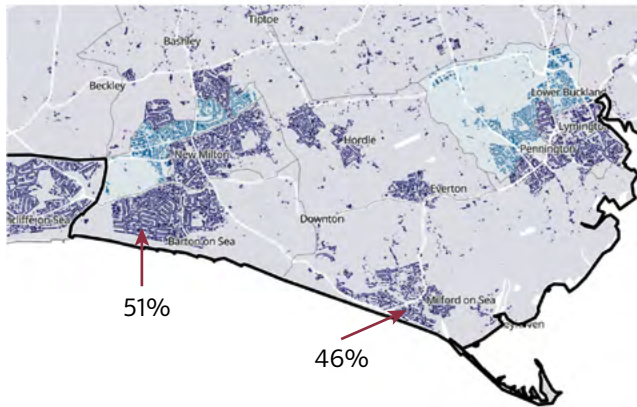 Tiptoe
Bashley
Beckley
Lower Buckland
Lymington
Hordle
New Milton
Pennington
Everton
Downton
Barton on Sea
Milford on Sea
51%
46%